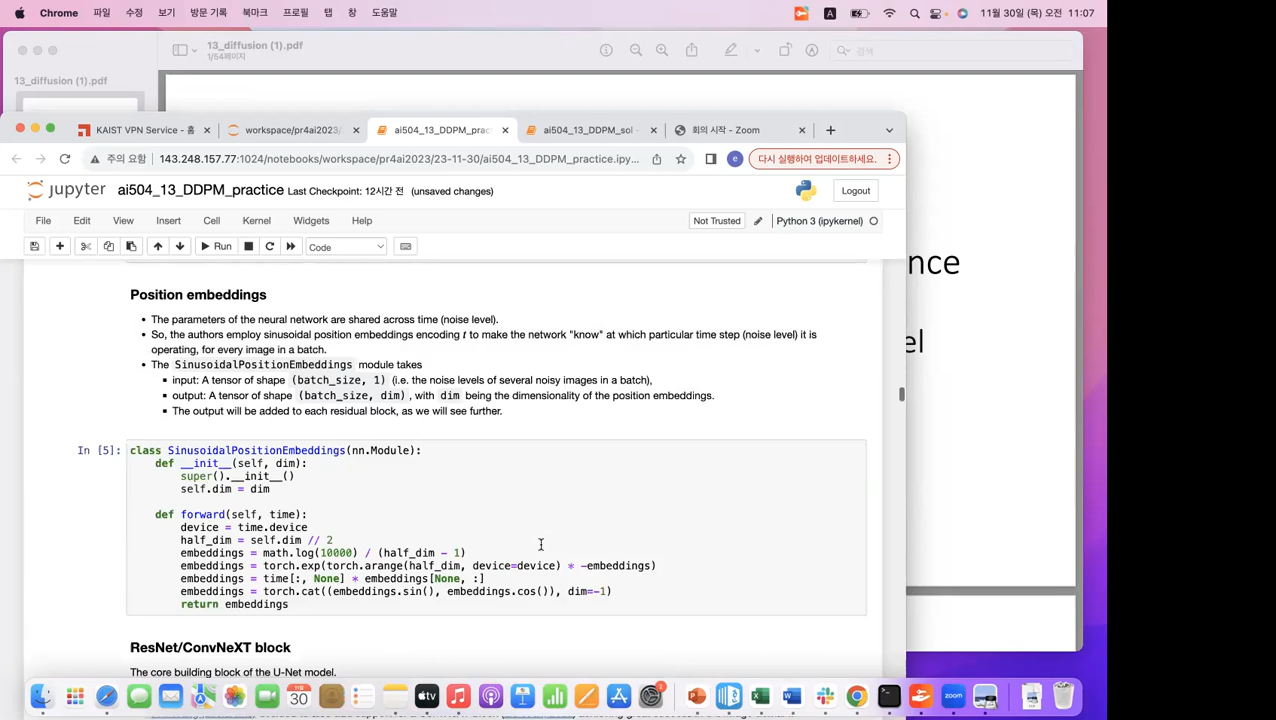 Chrome 파일 수정 보기 방문 기록 북마크 프로필 탭 창 도움말 A 11월 30일 (목) 오전 11:07
13_diffusion (1).pdf
1/54페이지
검색
13_diffusion (1).pdf
KAIST VPN Service - 홈 workspace/pr4ai2023/ ai504_13_DDPM_prac ai504_13_DDPM_sol - 회의 시작 - Zoom
주의 요함 143.248.157.77:1024/notebooks/workspace/pr4ai2023/23-11-30/ai504_13_DDPM_practice.ipy... e 다시 실행하여 업데이트하세요.
jupyter ai504_13_DDPM_practice Last Checkpoint: 12시간 전 (unsaved changes) Logout
File Edit View Insert Cell Kernel Widgets Help Not Trusted Python 3 (ipykernel)
Run Code
nce
el
Position embeddings
• The parameters of the neural network are shared across time (noise level).
• So, the authors employ sinusoidal position embeddings encoding t to make the network "know" at which particular time step (noise level) it is
operating, for every image in a batch.
• The SinusoidalPositionEmbeddings module takes
▪ input: A tensor of shape (batch_size, 1) (i.e. the noise levels of several noisy images in a batch),
▪ output: A tensor of shape (batch_size, dim), with dim being the dimensionality of the position embeddings.
▪ The output will be added to each residual block, as we will see further.
In [5]: class SinusoidalPositionEmbeddings(nn.Module):
def __init__(self, dim):
super().__init__()
self.dim = dim
def forward(self, time):
device = time.device
half_dim = self.dim // 2
embeddings = math.log(10000) / (half_dim - 1)
embeddings = torch.exp(torch.arange(half_dim, device=device) * -embeddings)
embeddings = time[:, None] * embeddings[None, :]
embeddings = torch.cat((embeddings.sin(), embeddings.cos()), dim=-1)
return embeddings
ResNet/ConvNeXT block
The core building block of the U-Net model.
11월
30
tv
zoom